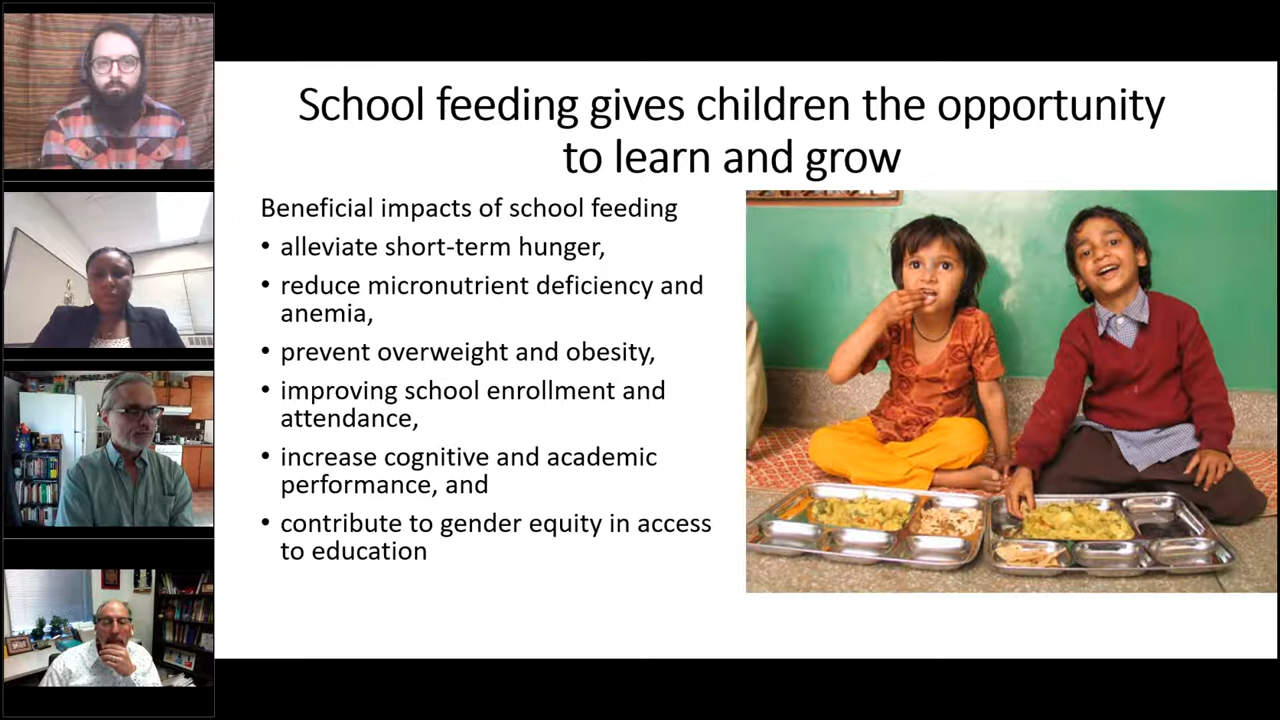 School feeding gives children the opportunity
to learn and grow
Beneficial impacts of school feeding
• alleviate short-term hunger,
• reduce micronutrient deficiency and
anemia,
• prevent overweight and obesity,
• improving school enrollment and
attendance,
• increase cognitive and academic
performance, and
• contribute to gender equity in access
to education